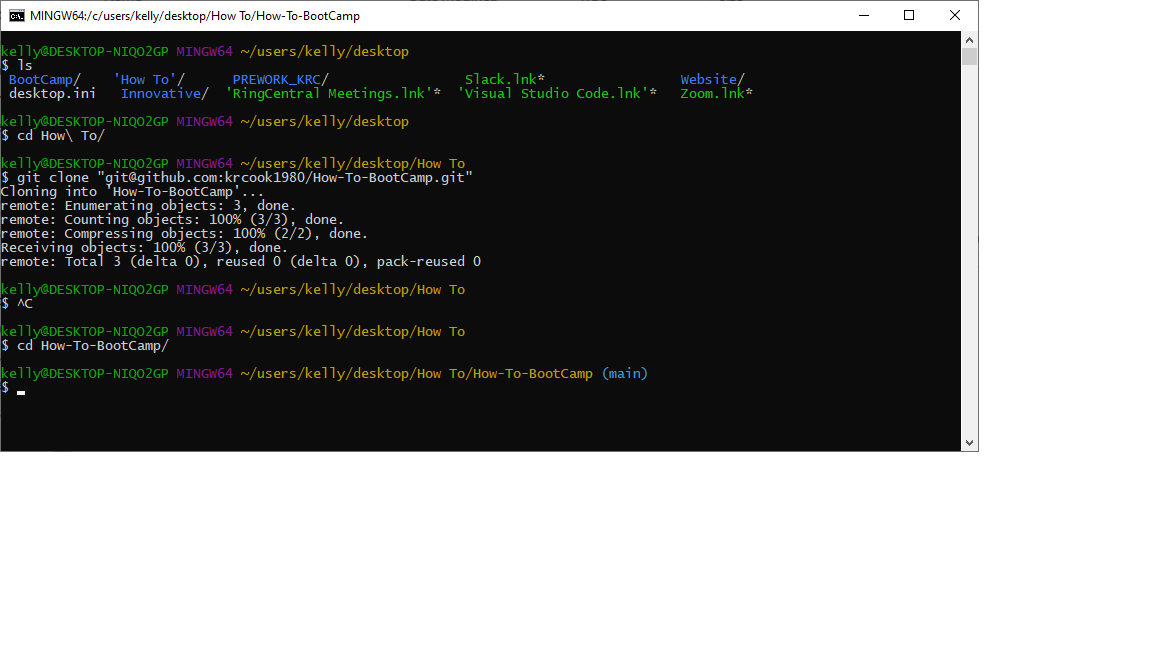 MINGW64:/c/users/kelly/desktop/How To/How-To-BootCamp
kelly@DESKTOP-NIQO2GP MINGW64 ~/users/kelly/desktop
$ ls
BootCamp/ 'How To'/ PREWORK_KRC/ Slack.lnk* Website/
desktop.ini Innovative/ 'RingCentral Meetings.lnk'* 'Visual Studio Code.lnk'* Zoom.lnk*
kelly@DESKTOP-NIQO2GP MINGW64 ~/users/kelly/desktop
$ cd How\ To/
kelly@DESKTOP-NIQO2GP MINGW64 ~/users/kelly/desktop/How To
$ git clone "git@github.com:krcook1980/How-To-BootCamp.git"
Cloning into 'How-To-BootCamp'...
remote: Enumerating objects: 3, done.
remote: Counting objects: 100% (3/3), done.
remote: Compressing objects: 100% (2/2), done.
Receiving objects: 100% (3/3), done.
remote: Total 3 (delta 0), reused 0 (delta 0), pack-reused 0
kelly@DESKTOP-NIQO2GP MINGW64 ~/users/kelly/desktop/How To
$ ^C
kelly@DESKTOP-NIQO2GP MINGW64 ~/users/kelly/desktop/How To
$ cd How-To-BootCamp/
kelly@DESKTOP-NIQO2GP MINGW64 ~/users/kelly/desktop/How To/How-To-BootCamp (main)
$